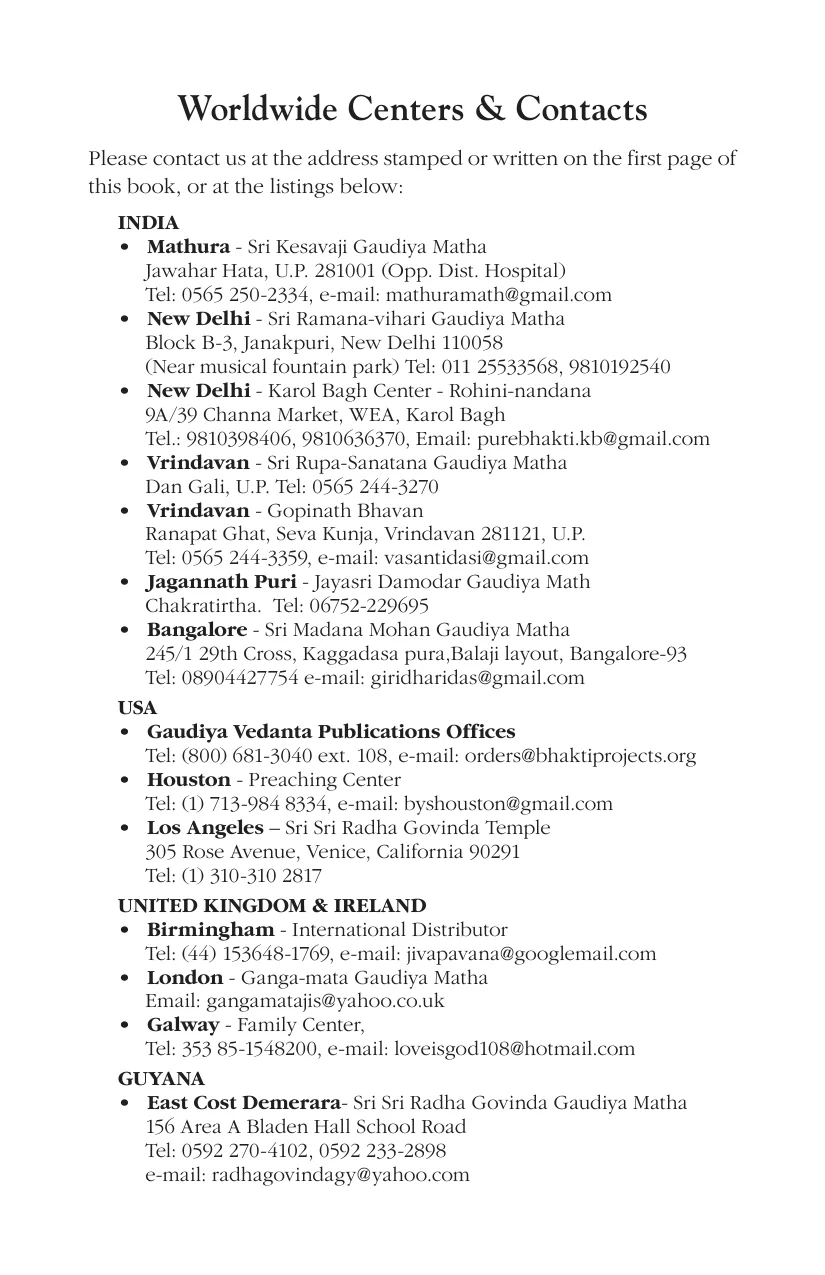 Worldwide Centers & Contacts
Please contact us at the address stamped or written on the first page of
this book, or at the listings below:
INDIA
• Mathura - Sri Kesavaji Gaudiya Matha
Jawahar Hata, U.P. 281001 (Opp. Dist. Hospital)
Tel: 0565 250-2334, e-mail: mathuramath@gmail.com
• New Delhi - Sri Ramana-vihari Gaudiya Matha
Block B-3, Janakpuri, New Delhi 110058
(Near musical fountain park) Tel: 011 25533568, 9810192540
• New Delhi - Karol Bagh Center - Rohini-nandana
9A/39 Channa Market, WEA, Karol Bagh
Tel.: 9810398406, 9810636370, Email: purebhakti.kb@gmail.com
• Vrindavan - Sri Rupa-Sanatana Gaudiya Matha
Dan Gali, U.P. Tel: 0565 244-3270
• Vrindavan - Gopinath Bhavan
Ranapat Ghat, Seva Kunja, Vrindavan 281121, U.P.
Tel: 0565 244-3359, e-mail: vasantidasi@gmail.com
• Jagannath Puri - Jayasri Damodar Gaudiya Math
Chakratirtha.  Tel: 06752-229695
• Bangalore - Sri Madana Mohan Gaudiya Matha
245/1 29th Cross, Kaggadasa pura,Balaji layout, Bangalore-93
Tel: 08904427754 e-mail: giridharidas@gmail.com
USA
• Gaudiya Vedanta Publications Offices
Tel: (800) 681-3040 ext. 108, e-mail: orders@bhaktiprojects.org
• Houston - Preaching Center
Tel: (1) 713-984 8334, e-mail: byshouston@gmail.com
• Los Angeles – Sri Sri Radha Govinda Temple
305 Rose Avenue, Venice, California 90291
Tel: (1) 310-310 2817
UNITED KINGDOM & IRELAND
• Birmingham - International Distributor
Tel: (44) 153648-1769, e-mail: jivapavana@googlemail.com
• London - Ganga-mata Gaudiya Matha
Email: gangamatajis@yahoo.co.uk
• Galway - Family Center,
Tel: 353 85-1548200, e-mail: loveisgod108@hotmail.com
GUYANA
• East Cost Demerara- Sri Sri Radha Govinda Gaudiya Matha
156 Area A Bladen Hall School Road
Tel: 0592 270-4102, 0592 233-2898
e-mail: radhagovindagy@yahoo.com